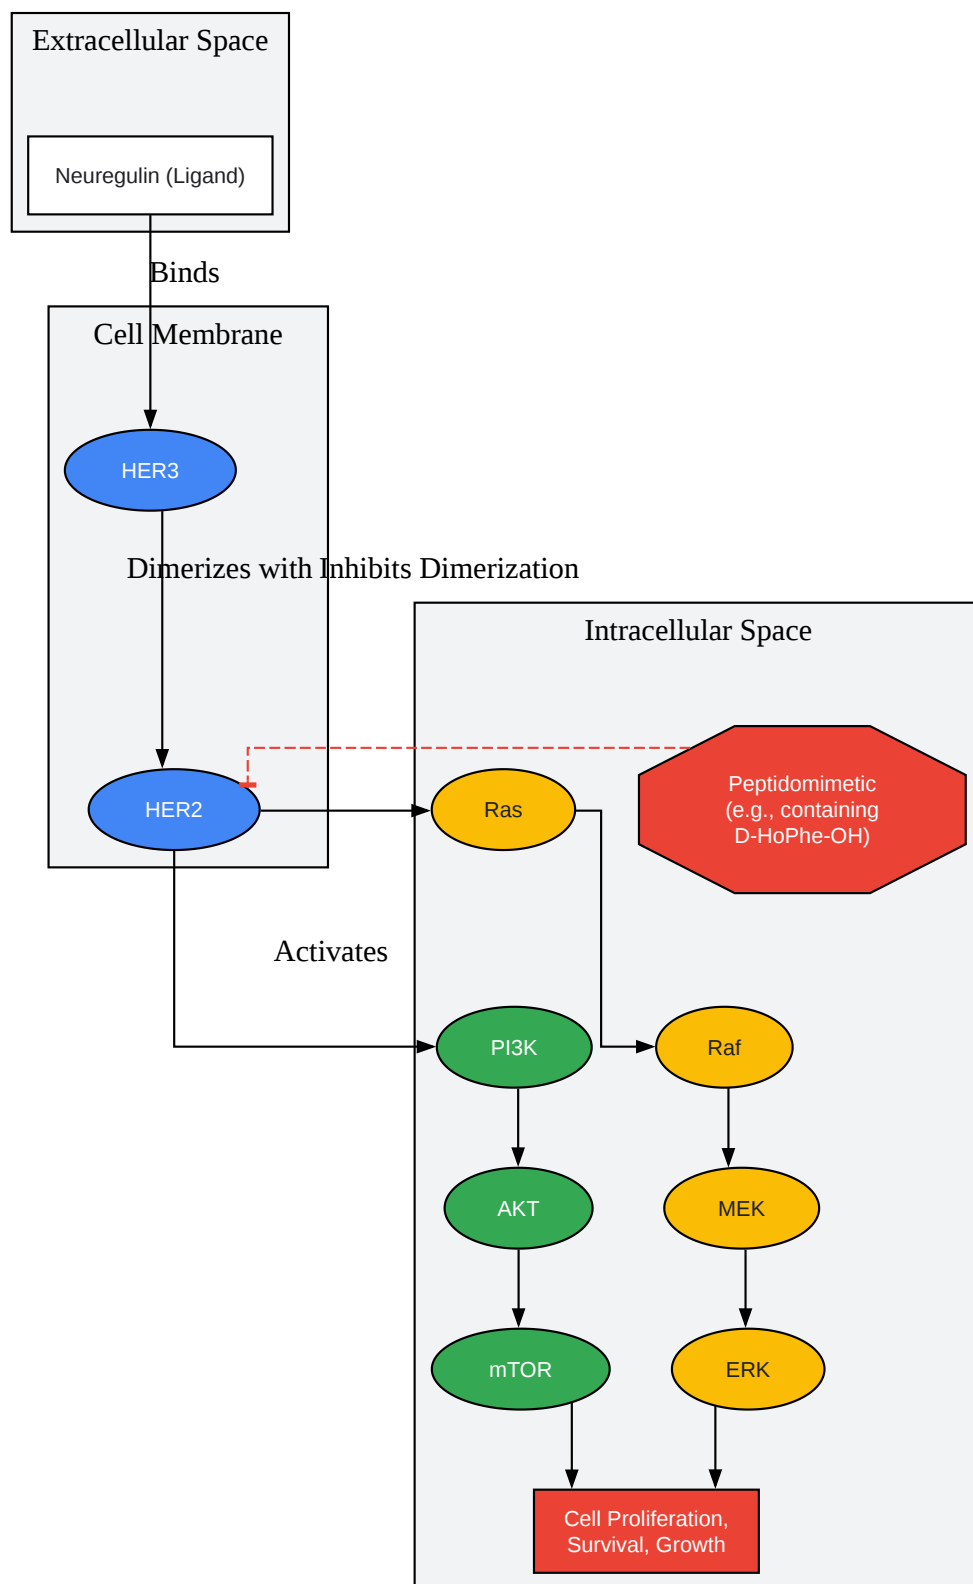 Extracellular Space
Neuregulin (Ligand)
Binds
Cell Membrane
HER3
Dimerizes with
Inhibits Dimerization
Intracellular Space
Peptidomimetic
(e.g., containing
D-HoPhe-OH)
HER2
Ras
Activates
PI3K
Raf
AKT
MEK
mTOR
ERK
Cell Proliferation,
Survival, Growth